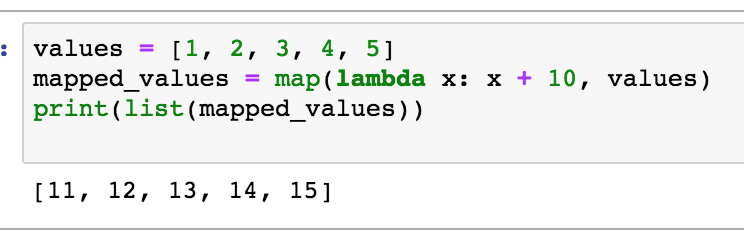 :
values = [1, 2, 3, 4, 5]
mapped_values = map(lambda x: x + 10, values)
print(list(mapped_values))
[11, 12, 13, 14, 15]